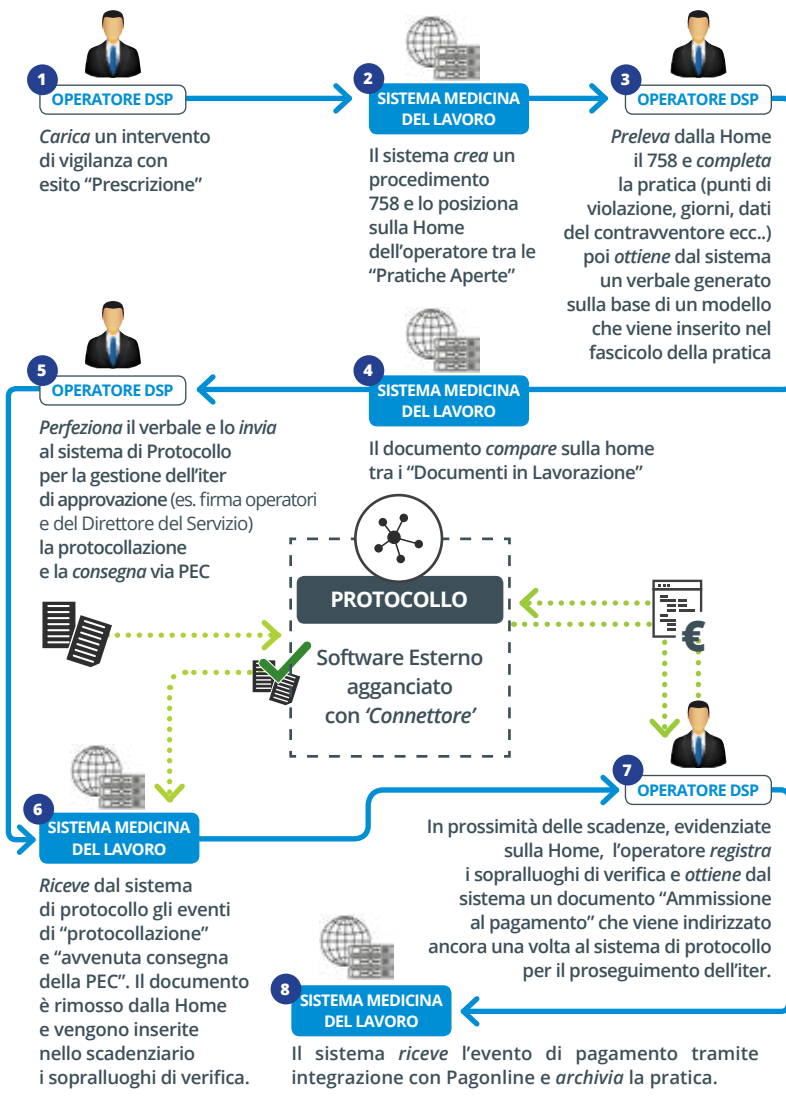 1
OPERATORE DSP
Carica un intervento
di vigilanza con
esito “Prescrizione”
2
SISTEMA MEDICINA
DEL LAVORO
Il sistema crea un
procedimento
758 e lo posiziona
sulla Home
dell’operatore tra le
“Pratiche Aperte”
3
OPERATORE DSP
Preleva dalla Home
il 758 e completa
la pratica (punti di
violazione, giorni, dati
del contravventore ecc..)
poi ottiene dal sistema
un verbale generato
sulla base di un modello
che viene inserito nel
fascicolo della pratica
4
SISTEMA MEDICINA
DEL LAVORO
Il documento compare sulla home
tra i “Documenti in Lavorazione”
5
OPERATORE DSP
Perfeziona il verbale e lo invia
al sistema di Protocollo
per la gestione dell’iter
di approvazione (es. firma operatori
e del Direttore del Servizio)
la protocollazione
e la consegna via PEC
PROTOCOLLO
Software Esterno
agganciato
con ‘Connettore’
€
6
SISTEMA MEDICINA
DEL LAVORO
Riceve dal sistema
di protocollo gli eventi
di “protocollazione”
e “avvenuta consegna
della PEC”. Il documento
è rimosso dalla Home
e vengono inserite
nello scadenziario
i sopralluoghi di verifica.
7
OPERATORE DSP
In prossimità delle scadenze, evidenziate
sulla Home, l’operatore registra
i sopralluoghi di verifica e ottiene dal
sistema un documento “Ammissione
al pagamento” che viene indirizzato
ancora una volta al sistema di protocollo
per il proseguimento dell’iter.
8
SISTEMA MEDICINA
DEL LAVORO
Il sistema riceve l’evento di pagamento tramite
integrazione con Pagonline e archivia la pratica.